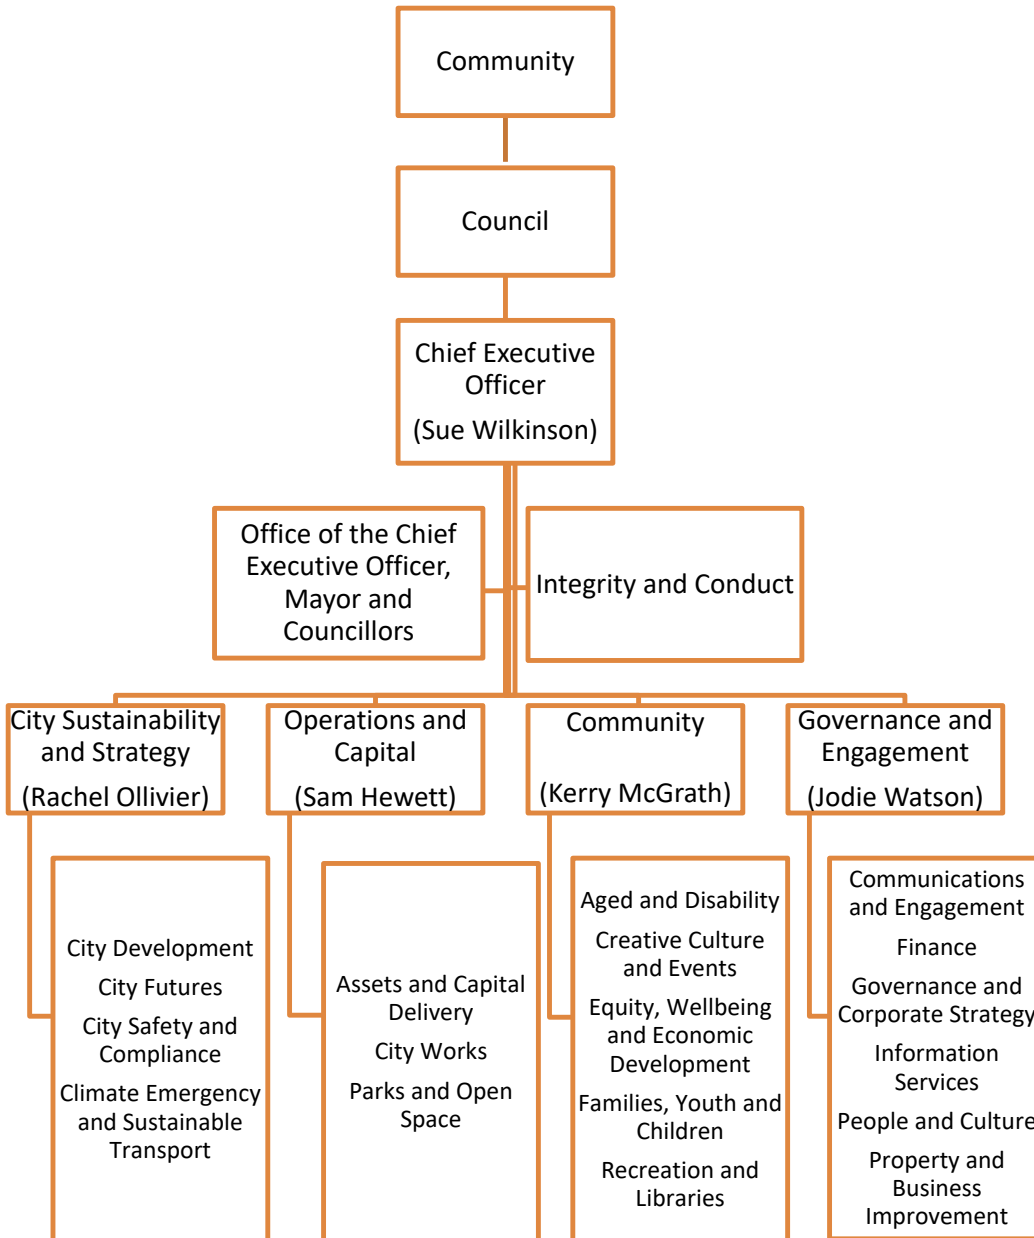 Community
Council
Chief Executive
Officer
(Sue Wilkinson)
Office of the Chief
Executive Officer,
Mayor and
Councillors
Integrity and Conduct
City Sustainability
and Strategy
(Rachel Ollivier)
Operations and
Capital
(Sam Hewett)
Community
(Kerry McGrath)
Governance and
Engagement
(Jodie Watson)
City Development
City Futures
City Safety and
Compliance
Climate Emergency
and Sustainable
Transport
Assets and Capital
Delivery
City Works
Parks and Open
Space
Aged and Disability
Creative Culture
and Events
Equity, Wellbeing
and Economic
Development
Families, Youth and
Children
Recreation and
Libraries
Communications
and Engagement
Finance
Governance and
Corporate Strategy
Information
Services
People and Culture
Property and
Business
Improvement